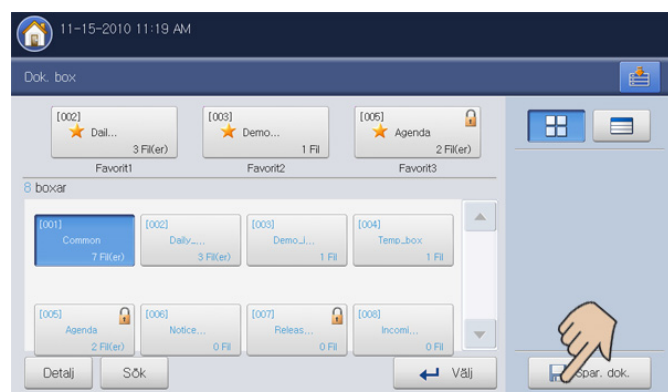 11-15-2010 11:19 AM
Dok. box
[002]
Dail...
3 Fil(er)
Favorit1
[003]
Demo...
1 Fil
Favorit2
[005]
Agenda
2 Fil(er)
Favorit3
8 boxar
[001]
Common
7 Fil(er)
[002]
Daily_...
3 Fil(er)
[003]
Demo_i...
1 Fil
[004]
Temp_box
1 Fil
[005]
Agenda
2 Fil(er)
[006]
Notice...
0 Fil
[007]
Releas...
0 Fil
[008]
Incomi...
0 Fil
Detalj
Sök
Välj
Spar. dok.